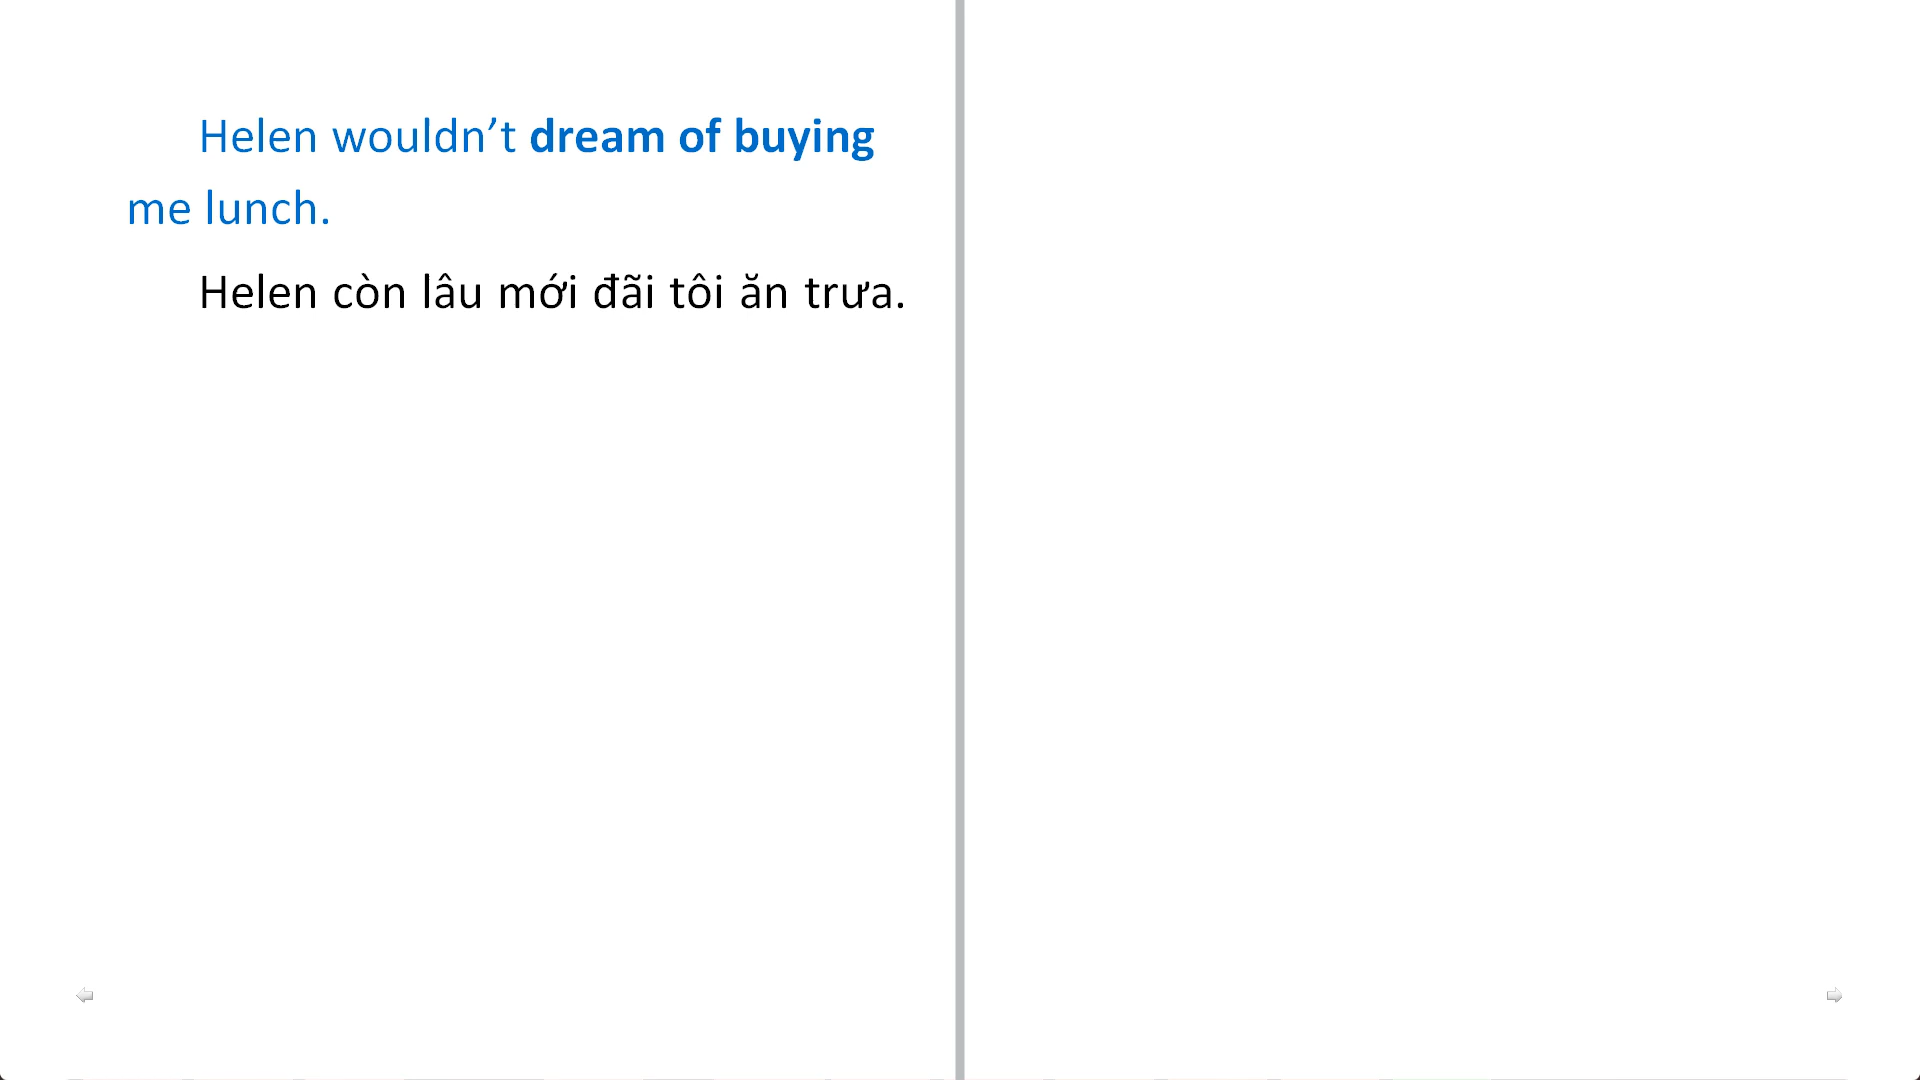 Helen wouldn’t dream of buying
me lunch.
Helen còn lâu mới đãi tôi ăn trưa.